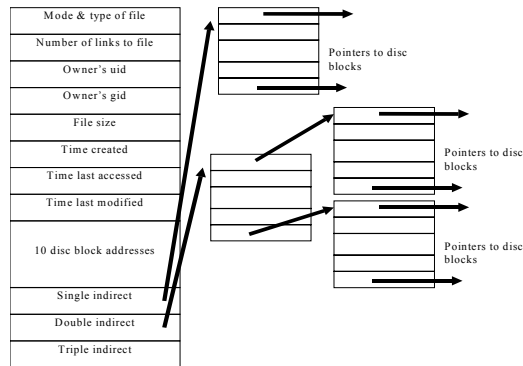 Mode & type of file
Number of links to file
Owner's uid
Owner's gid
File size
Time created
Time last accessed
Time last modified
10 disc block addresses
Single indirect
Double indirect
Triple indirect
Pointers to disc
blocks
Pointers to disc
blocks
Pointers to disc
blocks